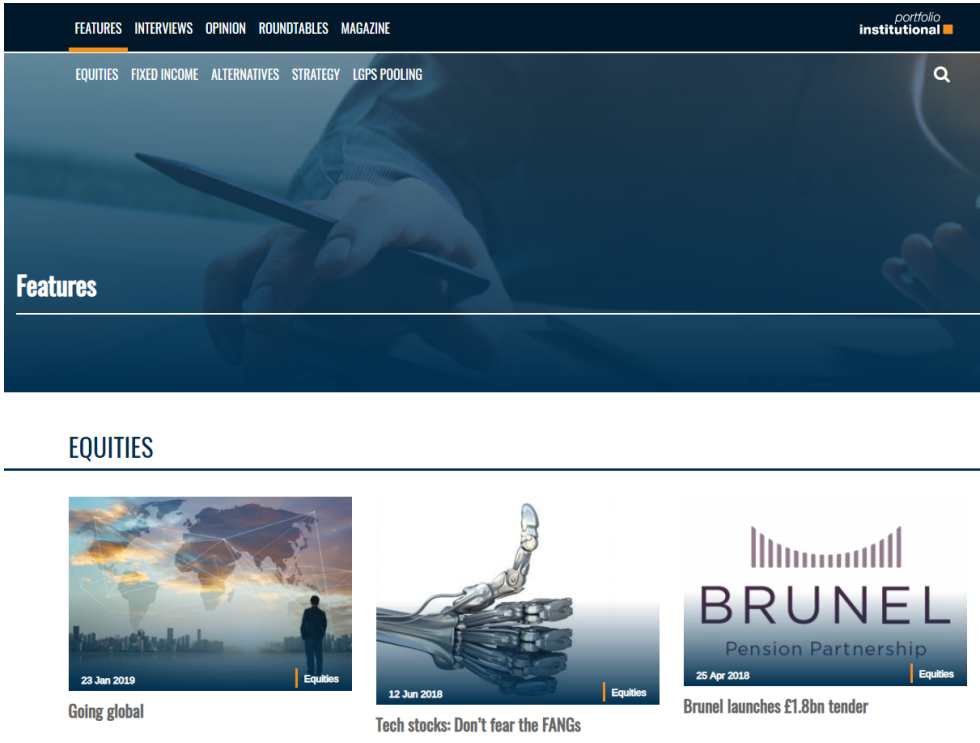 FEATURES INTERVIEWS OPINION ROUNDTABLES MAGAZINE
portfolio
institutional
EQUITIES FIXED INCOME ALTERNATIVES STRATEGY LGPS POOLING
Features
EQUITIES
23 Jan 2019 Equities
Going global
12 Jun 2018 Equities
Tech stocks: Don't fear the FANGs
BRUNEL
Pension Partnership
25 Apr 2018 Equities
Brunel launches £1.8bn tender